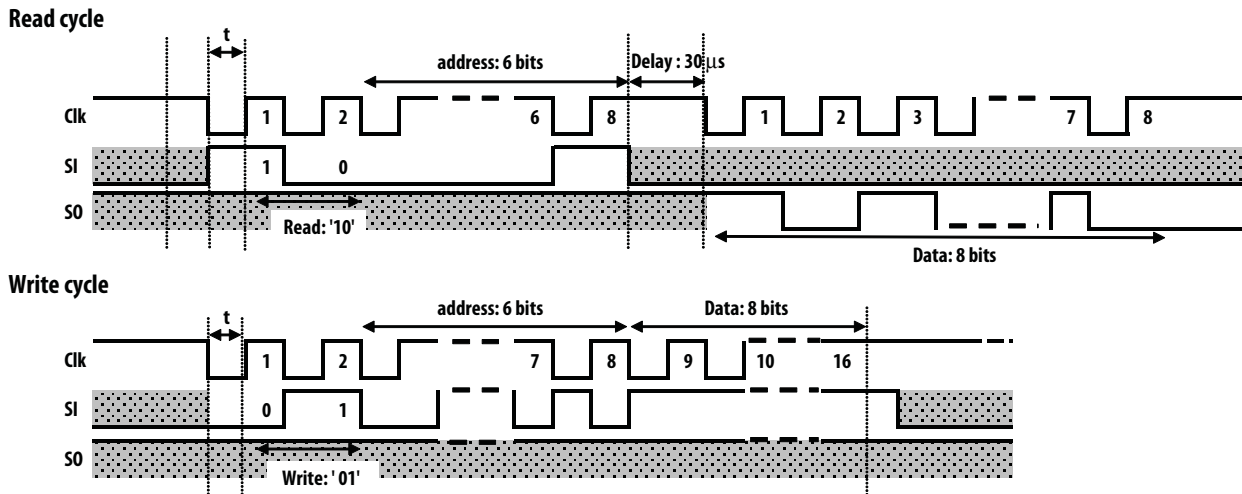 Read cycle
t
address: 6 bits
Delay : 30 μs
Clk 1 2 6 8 1 2 3 7 8
SI 1 0
SO
Read: '10'
Data: 8 bits
Write cycle
t
address: 6 bits
Data: 8 bits
Clk 1 2 7 8 9 10 16
SI 0 1
SO
Write: ' 01'